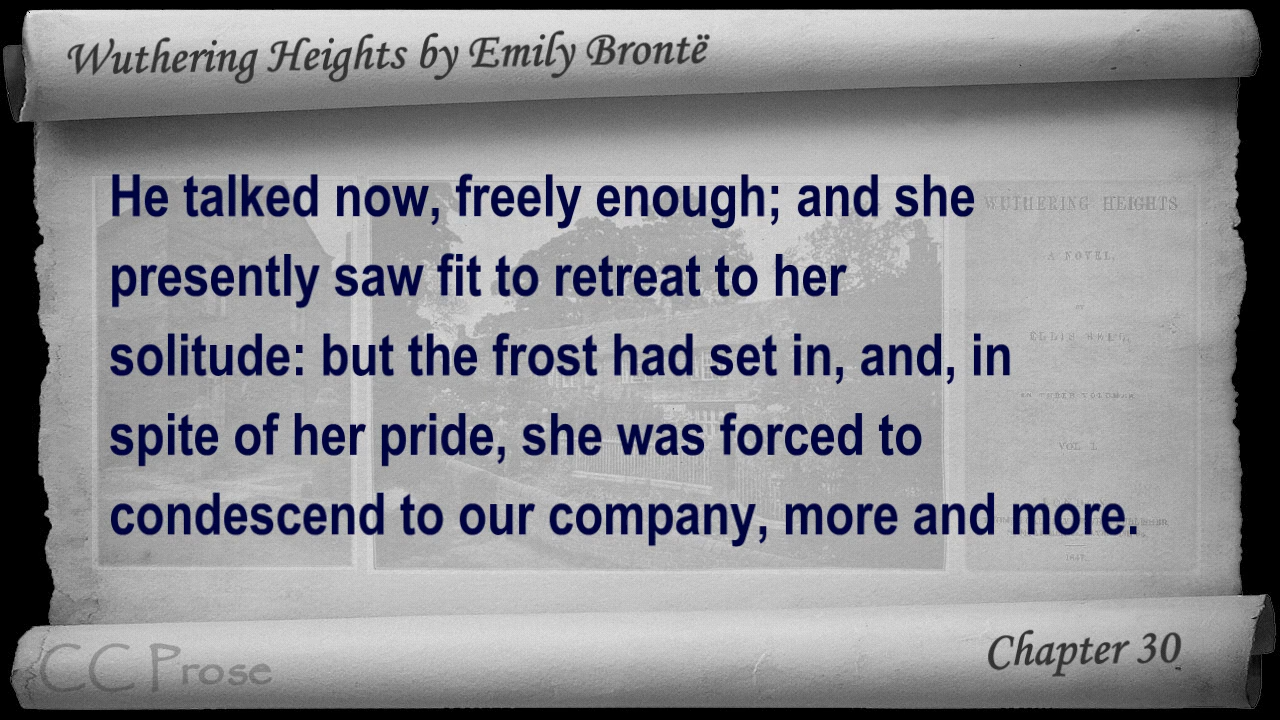 Wuthering Heights by Emily Brontë
He talked now, freely enough; and she
presently saw fit to retreat to her
solitude: but the frost had set in, and, in
spite of her pride, she was forced to
condescend to our company, more and more.
WUTHERING HEIGHTS
A NOVEL,
VOL I.
1847.
CC Prose
Chapter 30